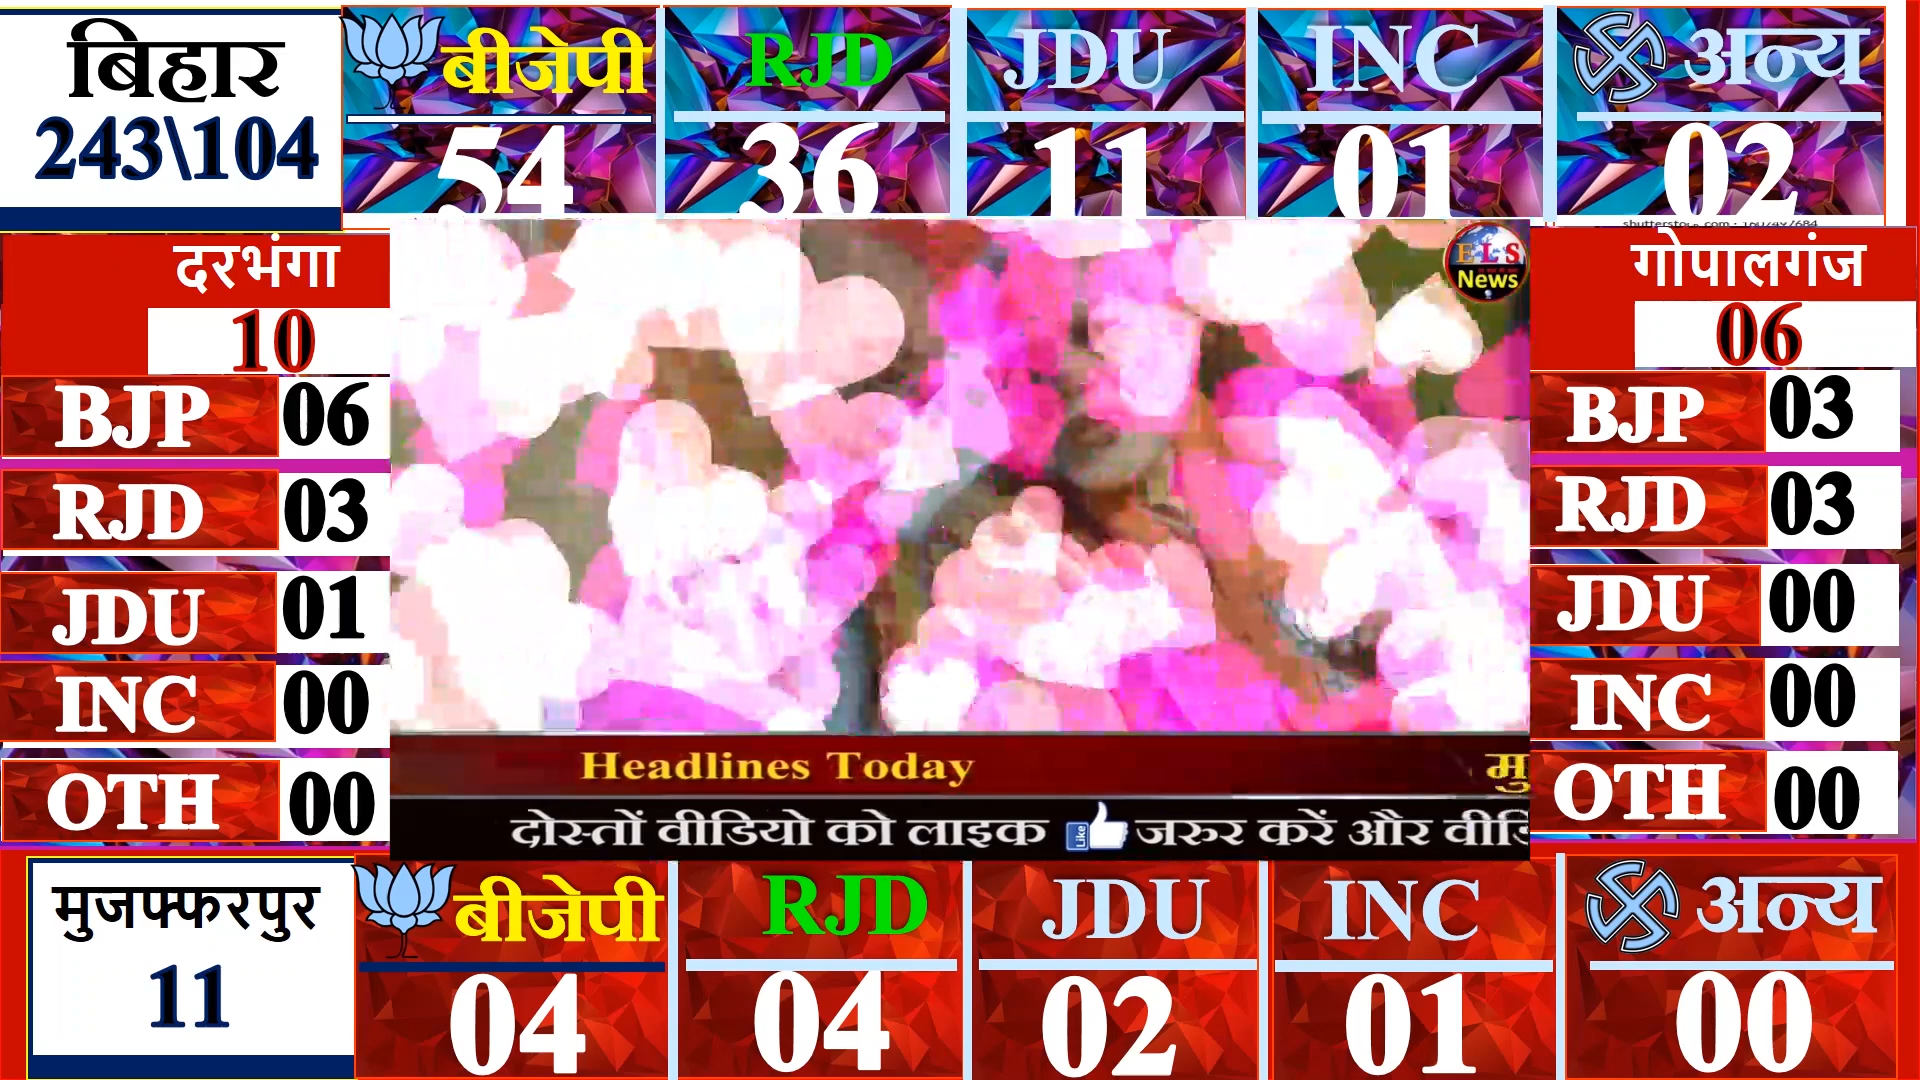 बिहार
243\104
बीजेपी
54
RJD
36
JDU
11
INC
01
अन्य
02
दरभंगा
10
BJP 06
RJD 03
JDU 01
INC 00
OTH 00
ELS
News
गोपालगंज
06
BJP 03
RJD 03
JDU 00
INC 00
OTH 00
Headlines Today मु
दोस्तों वीडियो को लाइक Like जरुर करें और वीडि
मुजफ्फरपुर
11
बीजेपी
04
RJD
04
JDU
02
INC
01
अन्य
00